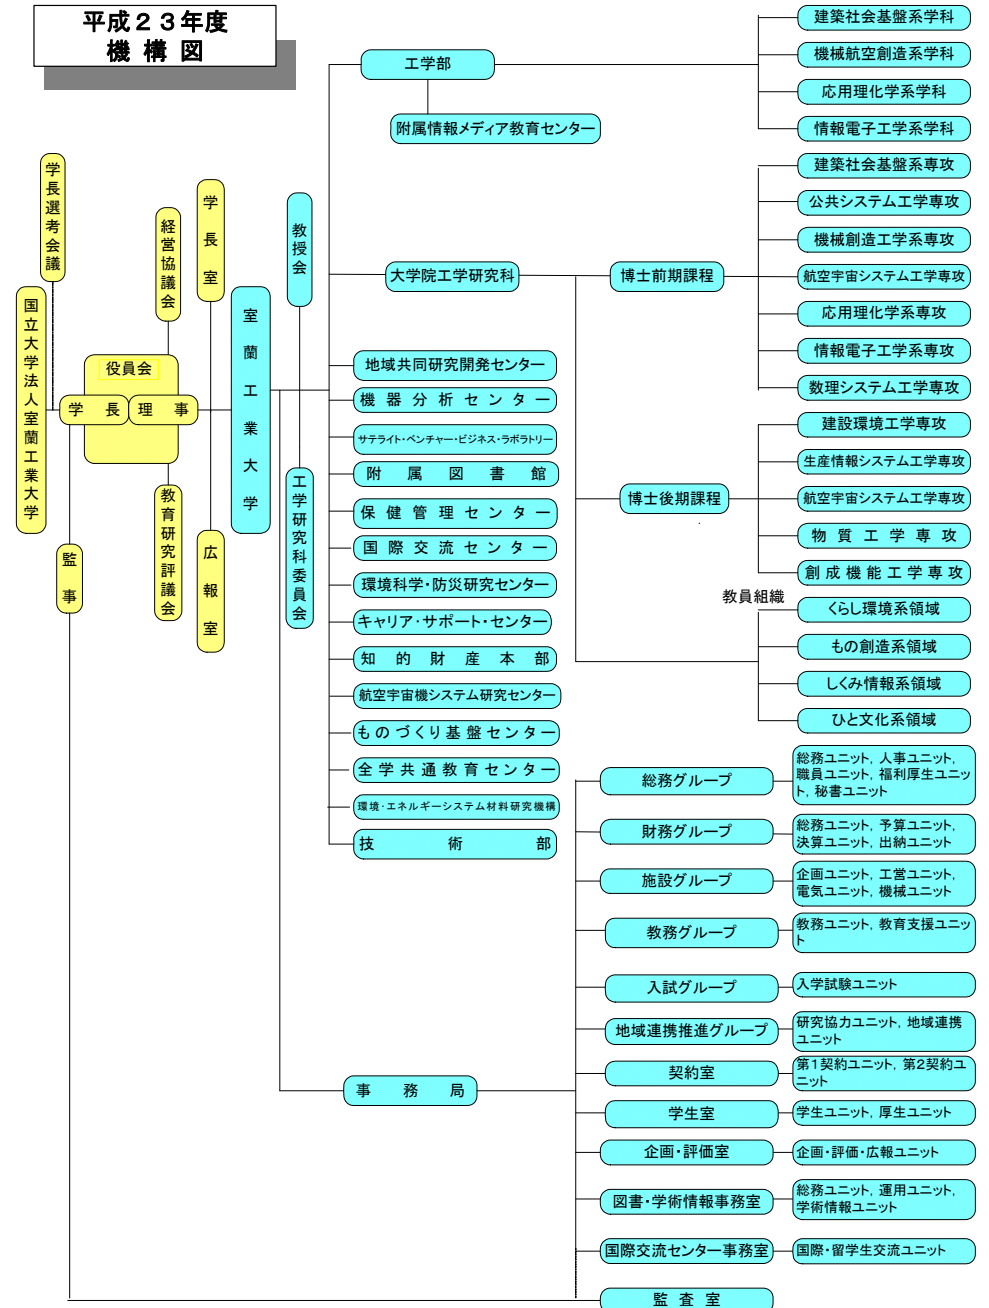 平成２３年度
機 構 図
学長選考会議
国立大学法人室蘭工業大学
経営協議会
学長室
役員会
学 長
理 事
監事
教育研究評議会
広報室
室蘭工業大学
教授会
工学研究科委員会
工学部
附属情報メディア教育センター
建築社会基盤系学科
機械航空創造系学科
応用理化学系学科
情報電子工学系学科
大学院工学研究科
博士前期課程
建築社会基盤系専攻
公共システム工学専攻
機械創造工学系専攻
航空宇宙システム工学専攻
応用理化学系専攻
情報電子工学系専攻
数理システム工学専攻
博士後期課程
建設環境工学専攻
生産情報システム工学専攻
航空宇宙システム工学専攻
物 質 工 学 専 攻
創 成 機 能 工 学 専 攻
教員組織
くらし環境系領域
もの創造系領域
しくみ情報系領域
ひと文化系領域
地域共同研究開発センター
機 器 分 析 セ ン タ ー
サテライト・ベンチャー・ビジネス・ラボラトリー
附 属 図 書 館
保 健 管 理 セ ン タ ー
国 際 交 流 セ ン タ ー
環境科学・防災研究センター
キャリア・サポート・センター
知 的 財 産 本 部
航空宇宙機システム研究センター
も の づ く り 基 盤 セ ン タ ー
全 学 共 通 教 育 セ ン タ ー
環境・エネルギーシステム材料研究機構
技 術 部
事 務 局
総務グループ
総務ユニット, 人事ユニット,
職員ユニット, 福利厚生ユニッ
ト, 秘書ユニット
財務グループ
総務ユニット, 予算ユニット,
決算ユニット, 出納ユニット
施設グループ
企画ユニット, 工営ユニット,
電気ユニット, 機械ユニット
教務グループ
教務ユニット, 教育支援ユニッ
ト
入試グループ
入学試験ユニット
地域連携推進グループ
研究協力ユニット, 地域連携
ユニット
契約室
第1契約ユニット, 第2契約ユ
ニット
学生室
学生ユニット, 厚生ユニット
企画・評価室
企画・評価・広報ユニット
図書・学術情報事務室
総務ユニット, 運用ユニット,
学術情報ユニット
国際交流センター事務室
国際・留学生交流ユニット
監 査 室